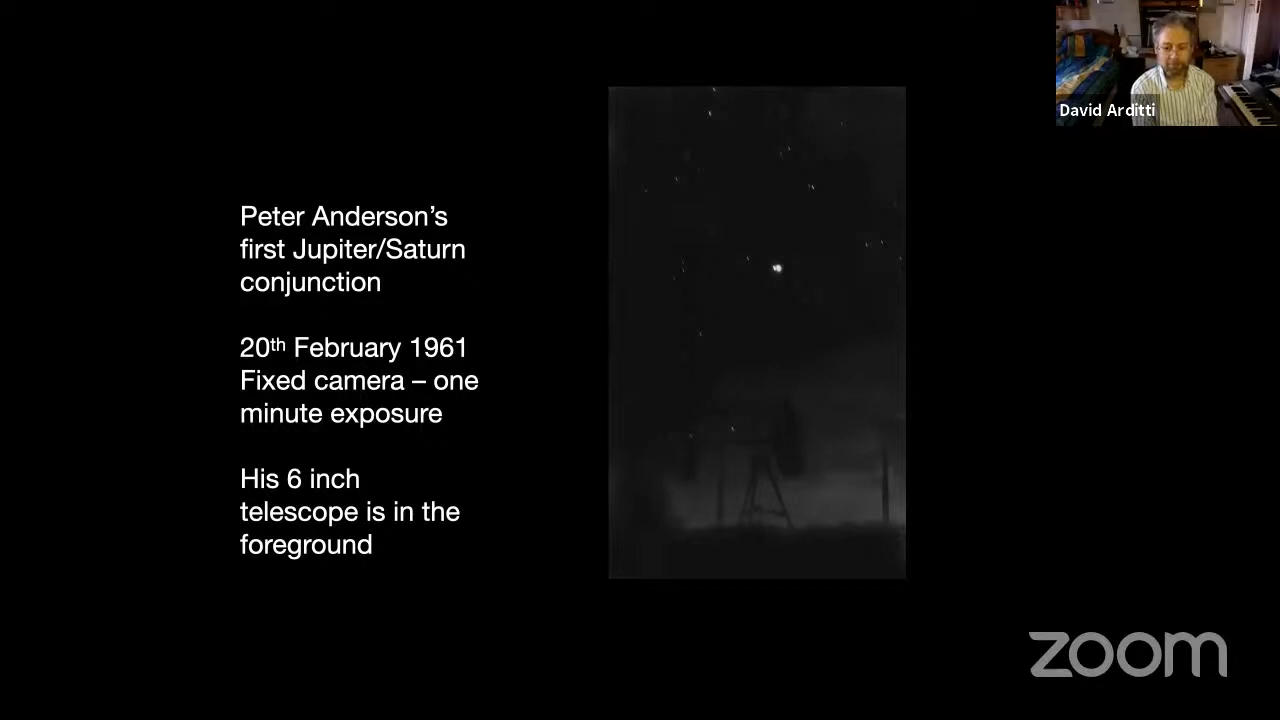 David Arditti
Peter Anderson’s
first Jupiter/Saturn
conjunction
20th February 1961
Fixed camera – one
minute exposure
His 6 inch
telescope is in the
foreground
zoom